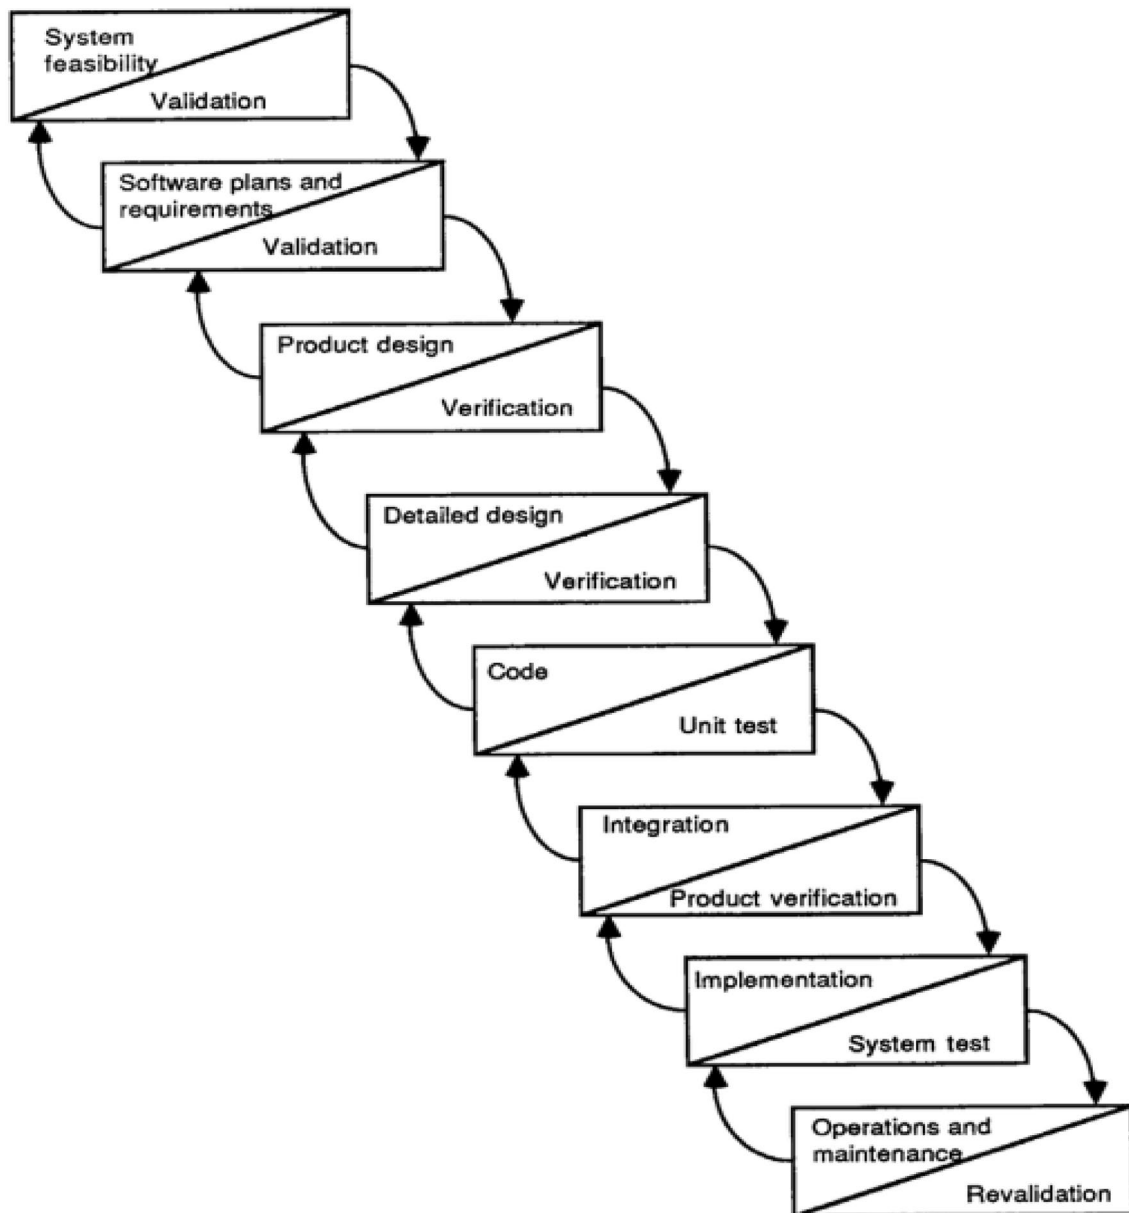 System
feasibility
Validation
Software plans and
requirements
Validation
Product design
Verification
Detailed design
Verification
Code
Unit test
Integration
Product verification
Implementation
System test
Operations and
maintenance
Revalidation